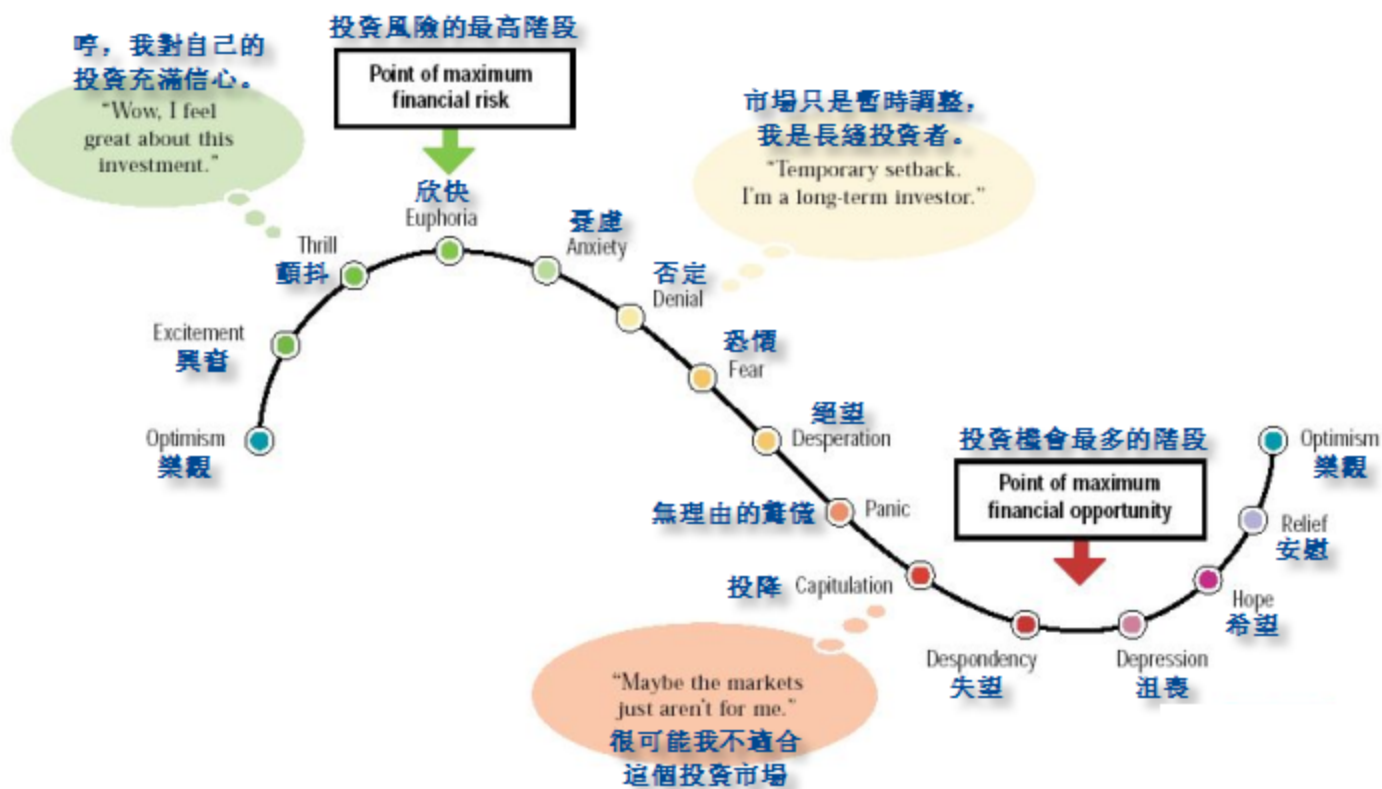 投資風險的最高階段
Point of maximum
financial risk
哼，我對自己的
投資充滿信心。
“Wow, I feel
great about this
investment.”
市場只是暫時調整，
我是長綫投資者。
“Temporary setback.
I'm a long-term investor.”
欣快
Euphoria
Thrill
顫抖
憂慮
Anxiety
否定
Denial
Excitement
興奮
恐懼
Fear
Optimism
樂觀
絕望
Desperation
無理由的驚慌
Panic
投降
Capitulation
“Maybe the markets
just aren't for me.”
很可能我不適合
這個投資市場
投資機會最多的階段
Point of maximum
financial opportunity
Despondency
失望
Depression
沮喪
Hope
希望
Relief
安慰
Optimism
樂觀